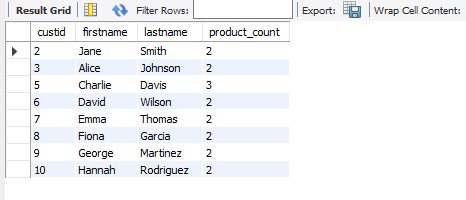 Result Grid Filter Rows: Export: Wrap Cell Content:
custid firstname lastname product_count
2 Jane Smith 2
3 Alice Johnson 2
5 Charlie Davis 3
6 David Wilson 2
7 Emma Thomas 2
8 Fiona Garcia 2
9 George Martinez 2
10 Hannah Rodriguez 2